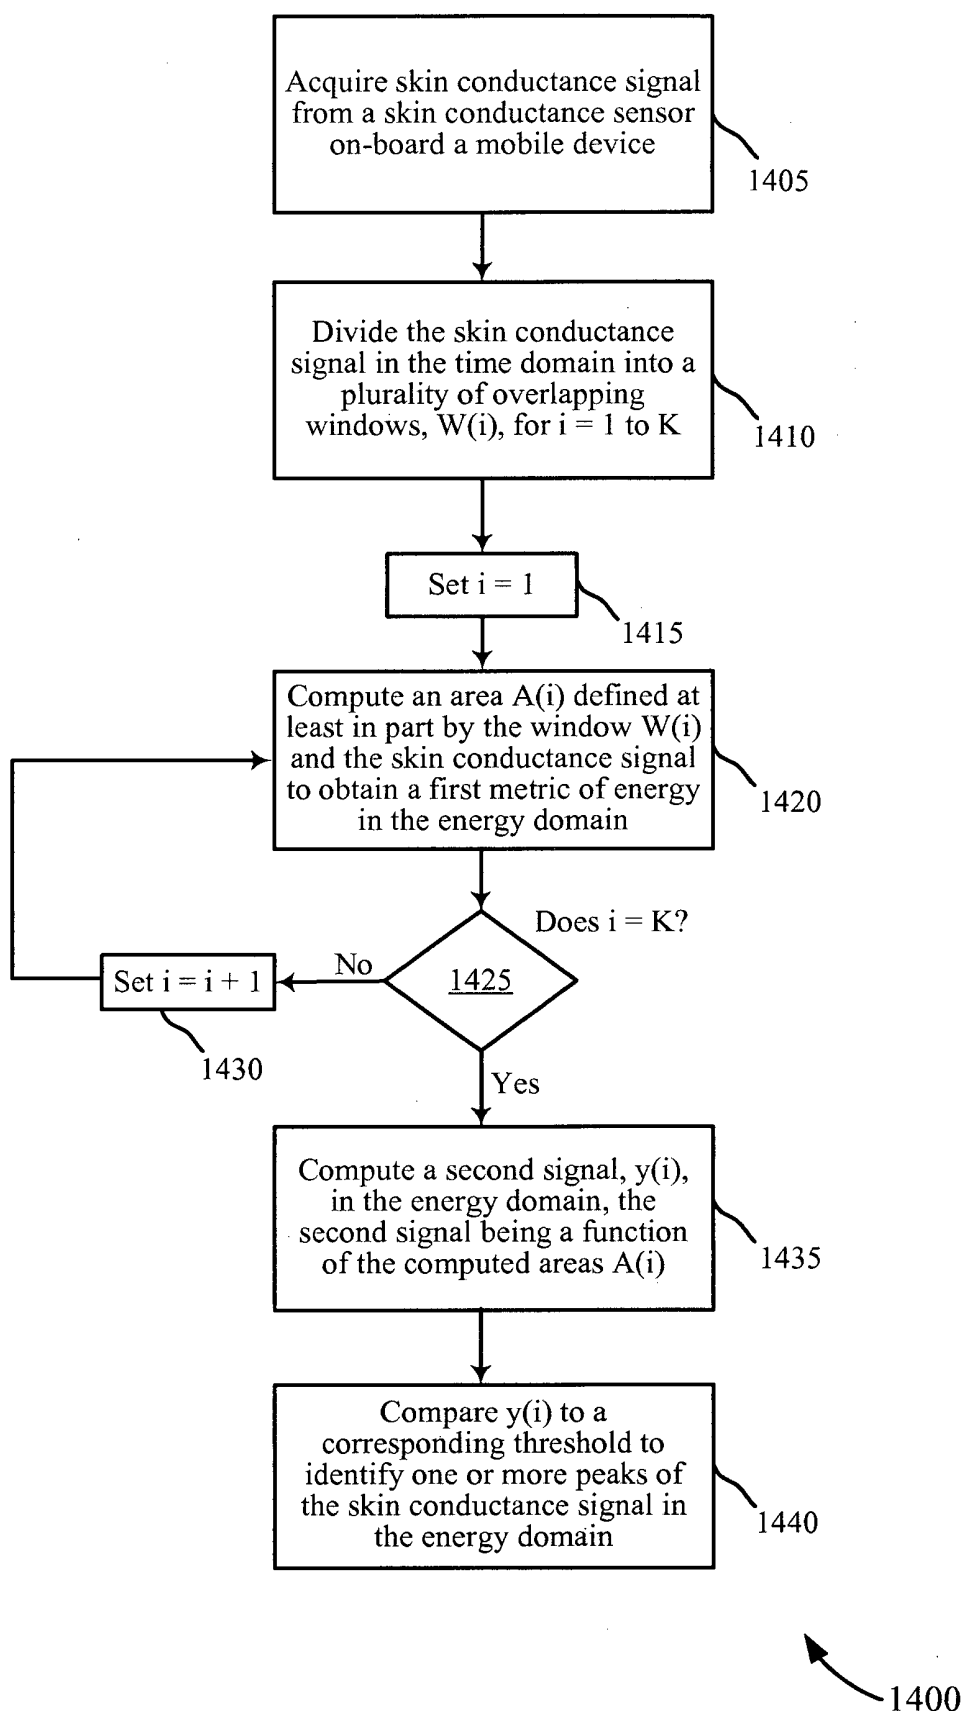 Acquire skin conductance signal
from a skin conductance sensor
on-board a mobile device
1405
Divide the skin conductance
signal in the time domain into a
plurality of overlapping
windows, W(i), for i = 1 to K
1410
Set i = 1
1415
Compute an area A(i) defined at
least in part by the window W(i)
and the skin conductance signal
to obtain a first metric of energy
in the energy domain
1420
Does i = K?
1425
No
Set i = i + 1
1430
Yes
Compute a second signal, y(i),
in the energy domain, the
second signal being a function
of the computed areas A(i)
1435
Compare y(i) to a
corresponding threshold to
identify one or more peaks of
the skin conductance signal in
the energy domain
1440
1400